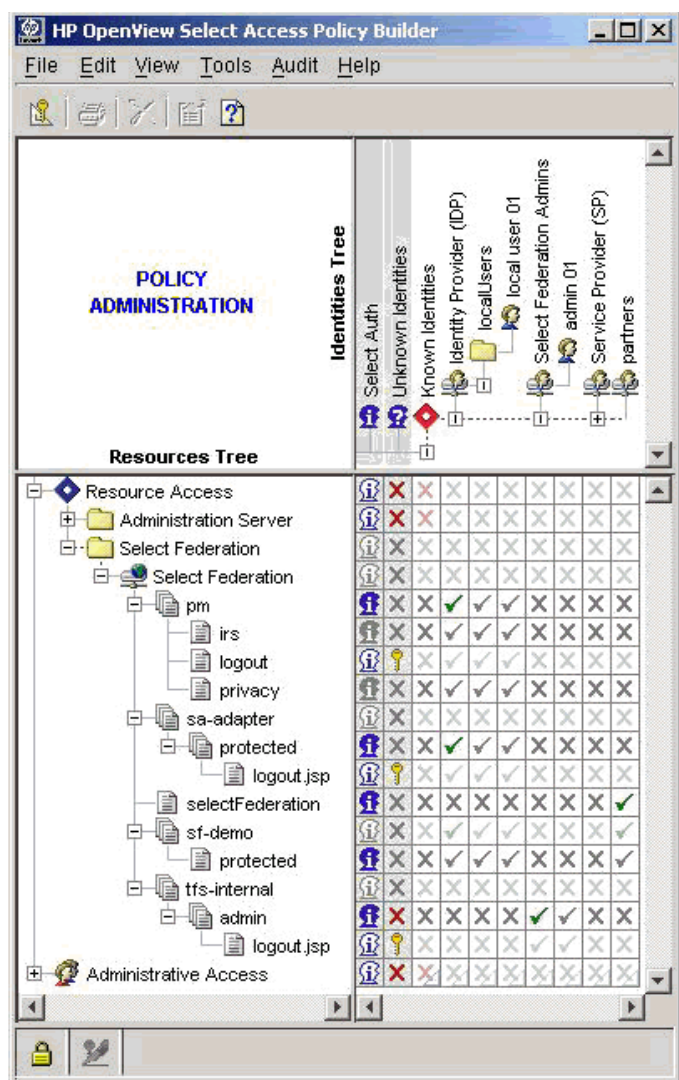 HP OpenView Select Access Policy Builder
File Edit View Tools Audit Help
POLICY
ADMINISTRATION
Identities Tree
Resources Tree
Select Auth
Unknown Identities
Known Identities
Identity Provider (IDP)
localUsers
local user 01
Select Federation Admins
admin 01
Service Provider (SP)
partners
Resource Access
Administration Server
Select Federation
Select Federation
pm
irs
logout
privacy
sa-adapter
protected
logout.jsp
selectFederation
sf-demo
protected
tfs-internal
admin
logout.jsp
Administrative Access